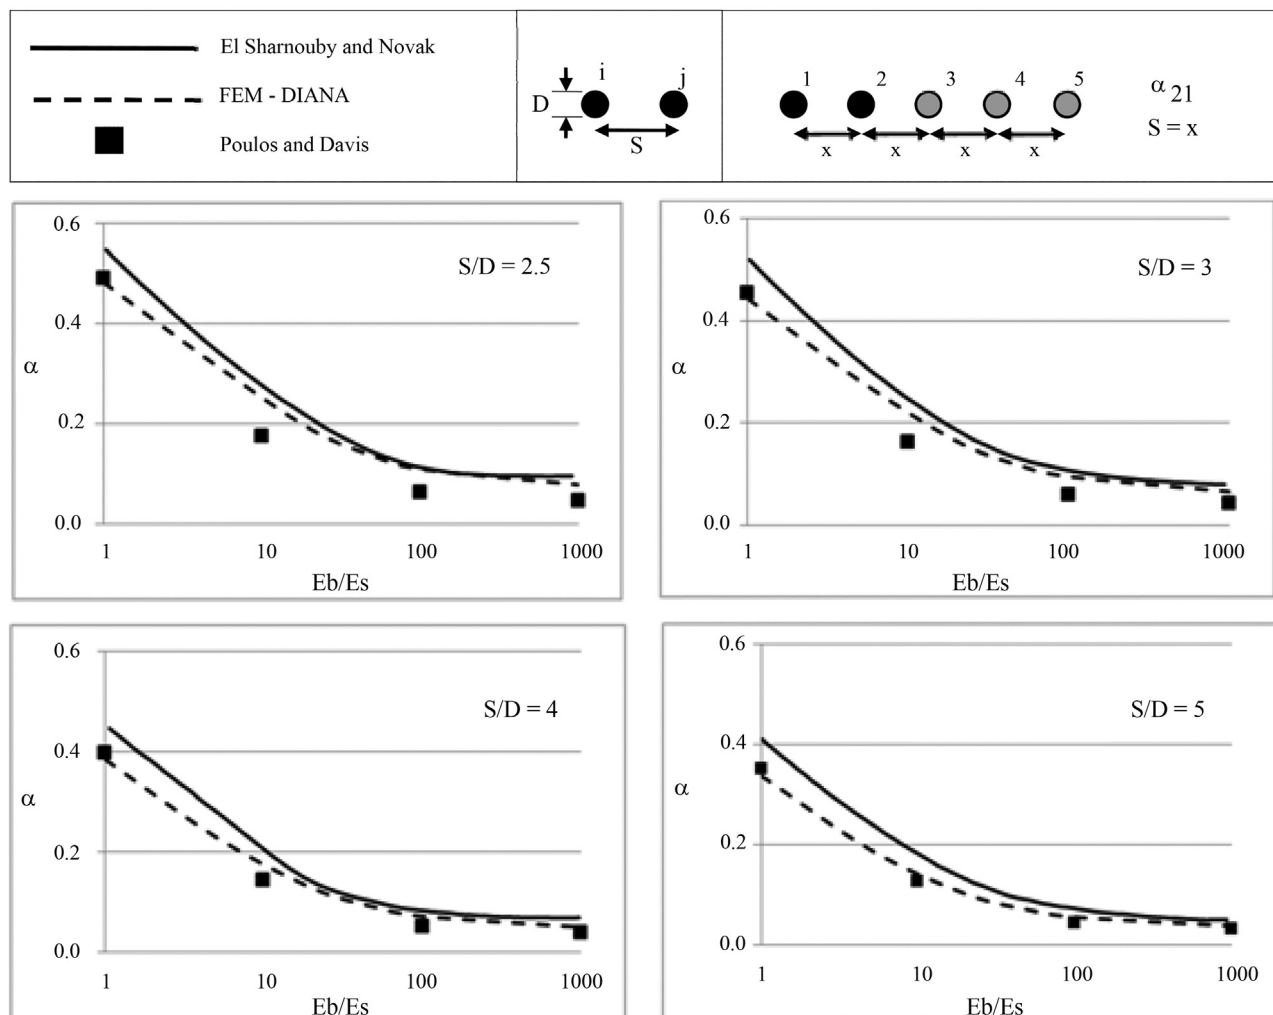 El Sharnouby and Novak
FEM - DIANA
Poulos and Davis
i j
D
S
1 2 3 4 5
x x x x
α 21
S = x
0.6
0.4
0.2
0.0
α
S/D = 2.5
1 10 100 1000
Eb/Es
0.6
0.4
0.2
0.0
α
S/D = 3
1 10 100 1000
Eb/Es
0.6
0.4
0.2
0.0
α
S/D = 4
1 10 100 1000
Eb/Es
0.6
0.4
0.2
0.0
α
S/D = 5
1 10 100 1000
Eb/Es